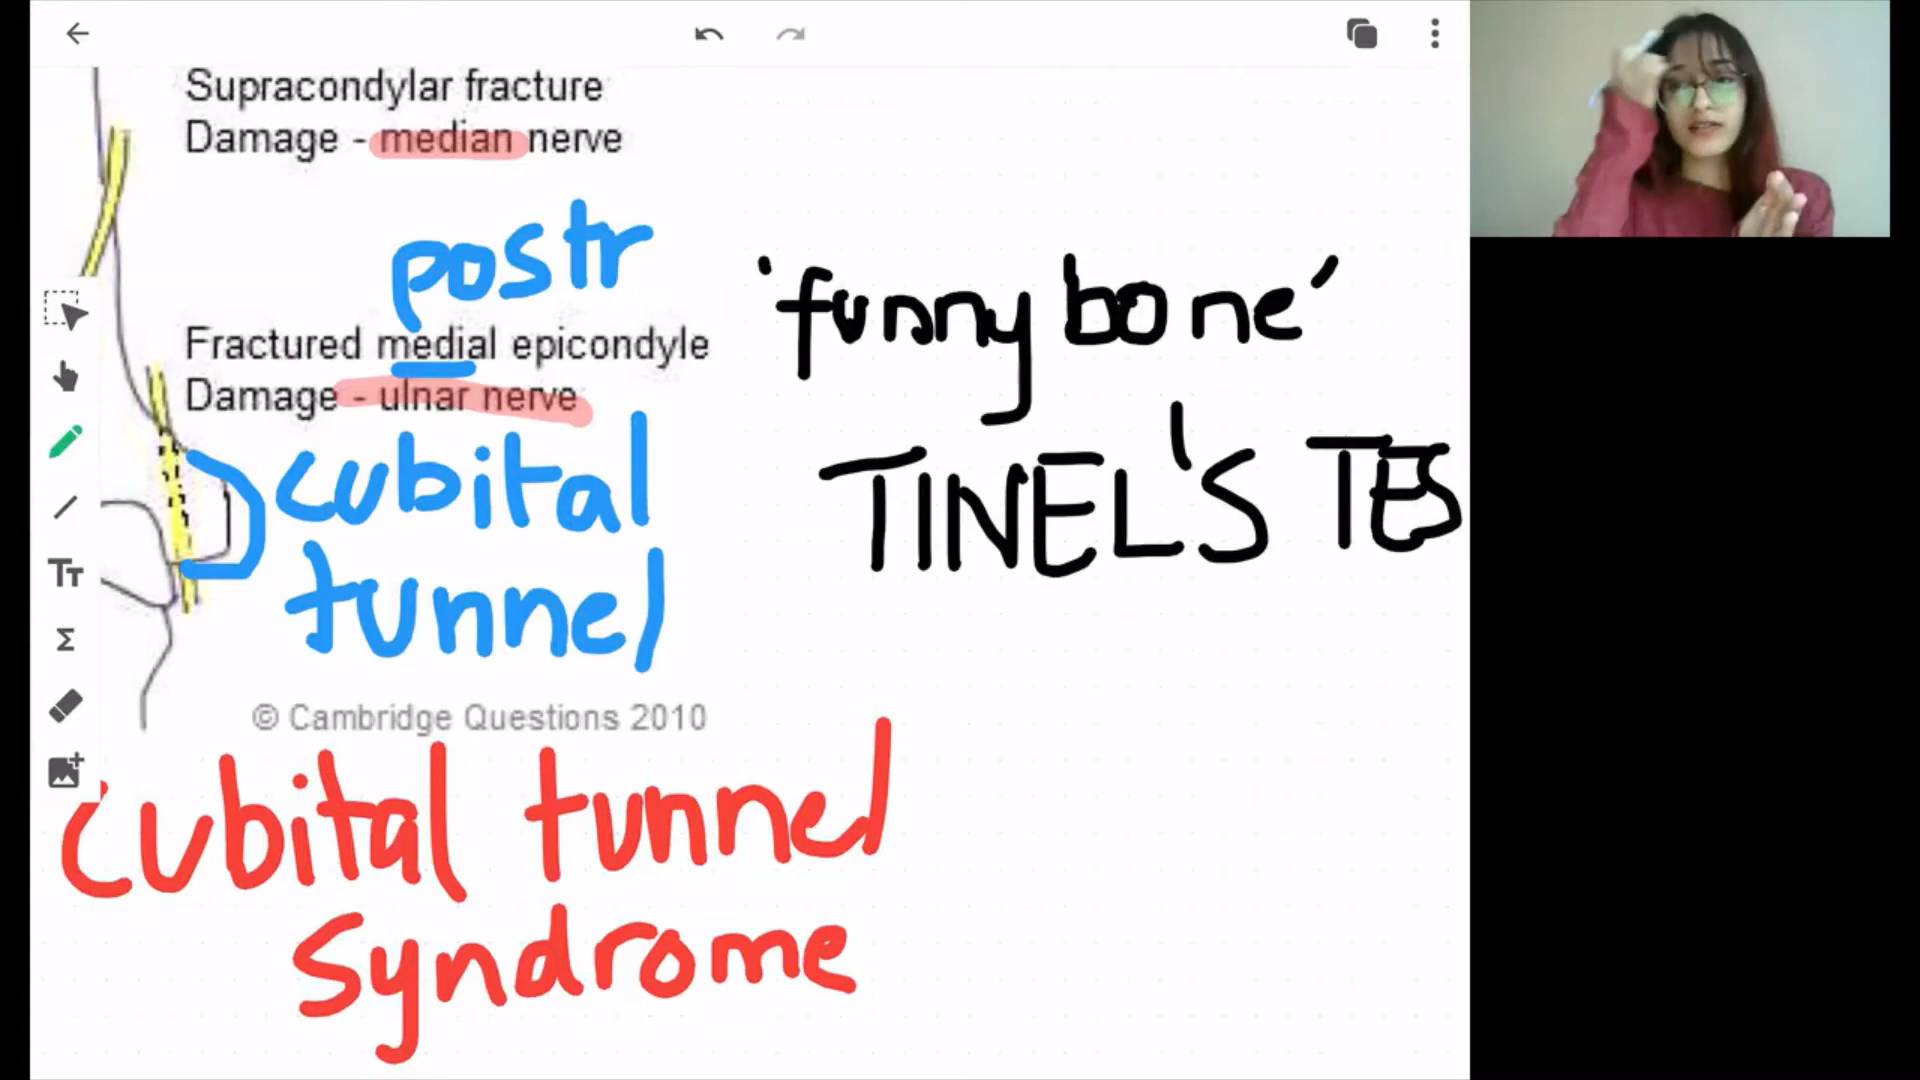 Supracondylar fracture
Damage - median nerve
postr
Fractured medial epicondyle
Damage - ulnar nerve
cubital
tunnel
'funny bone'
TINEL'S TES
© Cambridge Questions 2010
cubital tunnel
syndrome